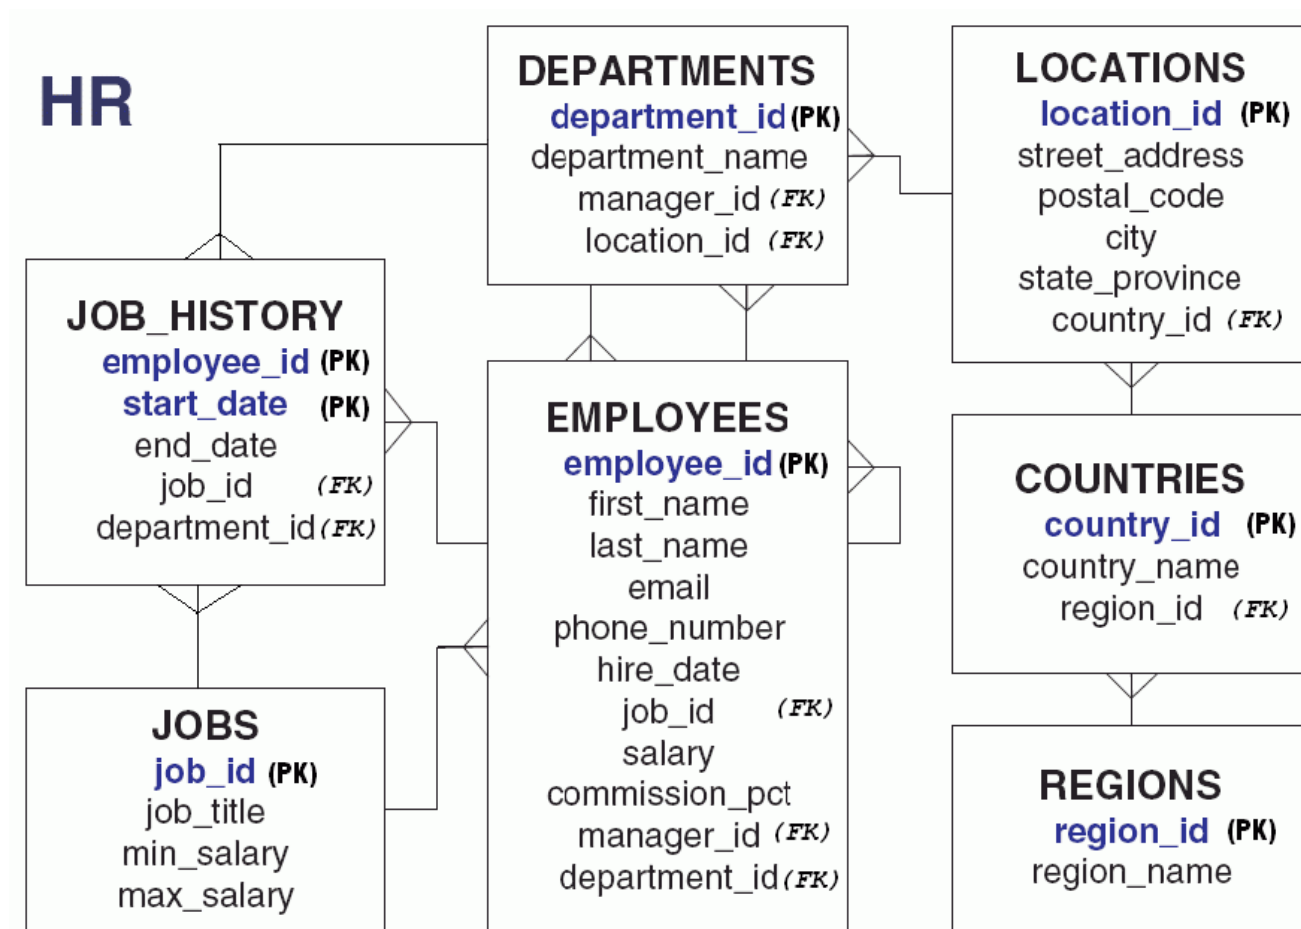 HR
DEPARTMENTS
department_id (PK)
department_name
manager_id (FK)
location_id (FK)
LOCATIONS
location_id (PK)
street_address
postal_code
city
state_province
country_id (FK)
JOB_HISTORY
employee_id (PK)
start_date (PK)
end_date
job_id (FK)
department_id (FK)
EMPLOYEES
employee_id (PK)
first_name
last_name
email
phone_number
hire_date
job_id (FK)
salary
commission_pct
manager_id (FK)
department_id (FK)
COUNTRIES
country_id (PK)
country_name
region_id (FK)
JOBS
job_id (PK)
job_title
min_salary
max_salary
REGIONS
region_id (PK)
region_name